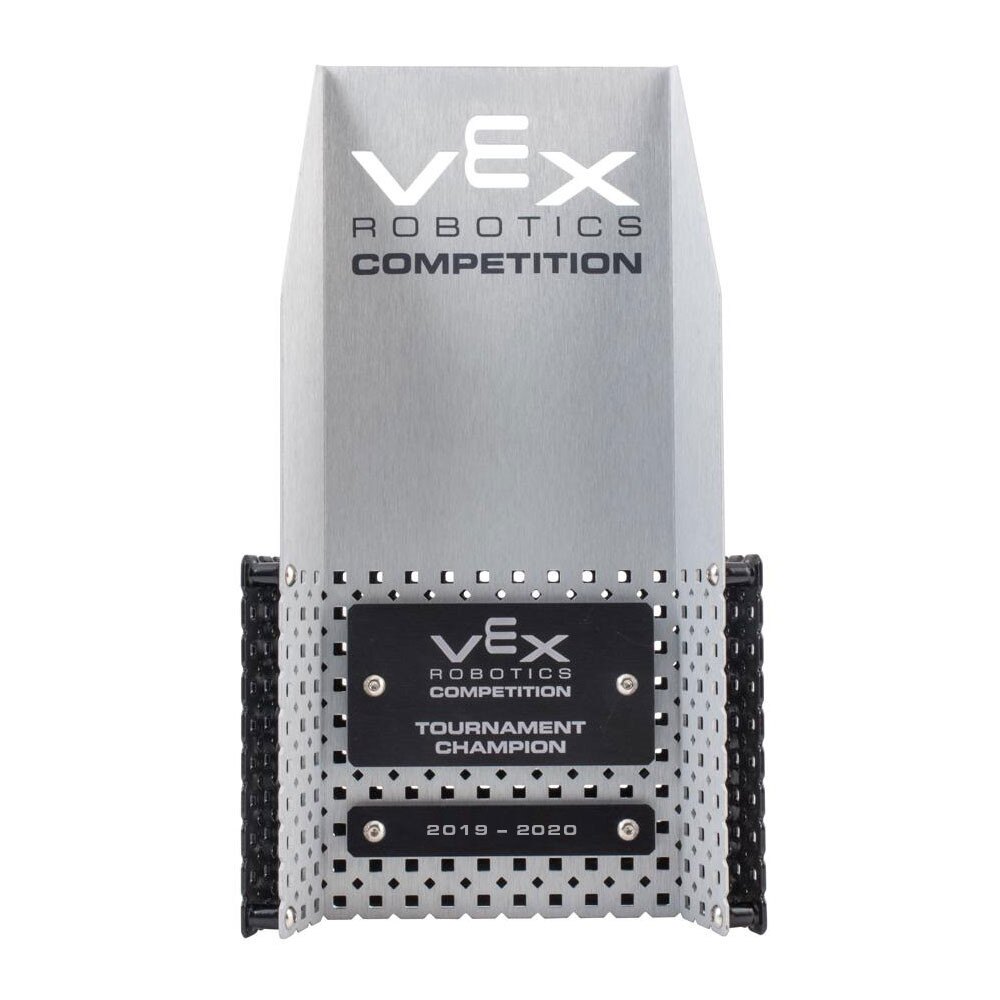 VEX
ROBOTICS
COMPETITION
VEX
ROBOTICS
COMPETITION
TOURNAMENT
CHAMPION
2019 – 2020